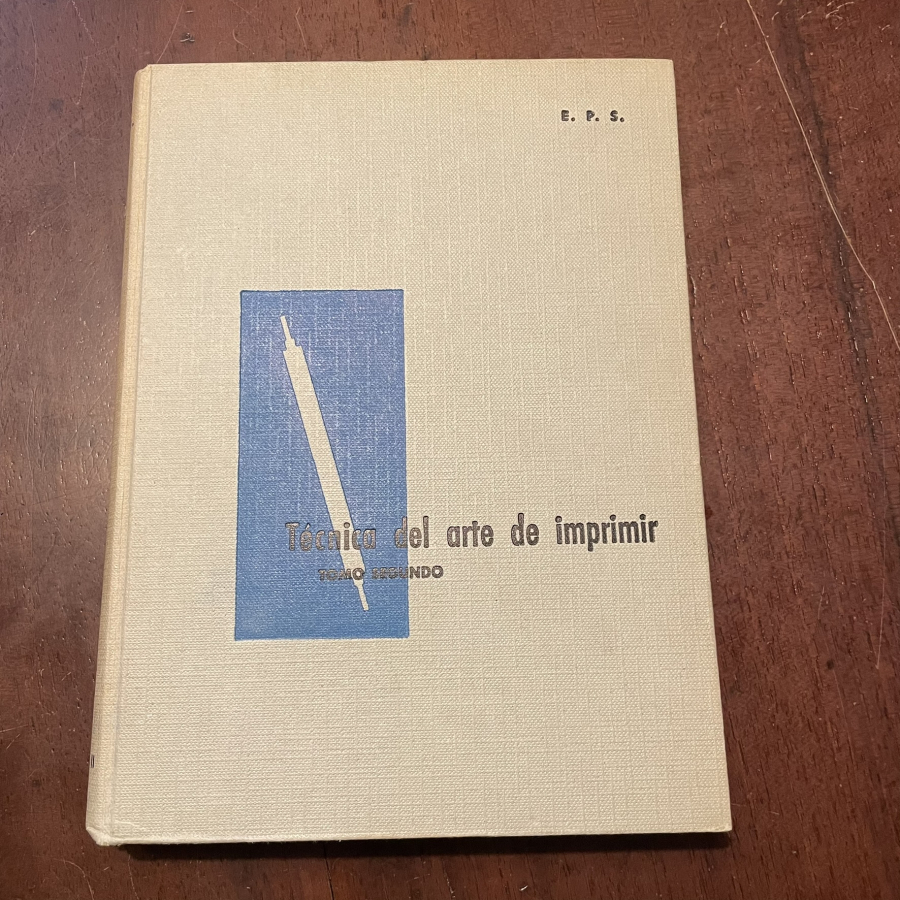 E. P. S.
Técnica del arte de imprimir
TOMO SEGUNDO